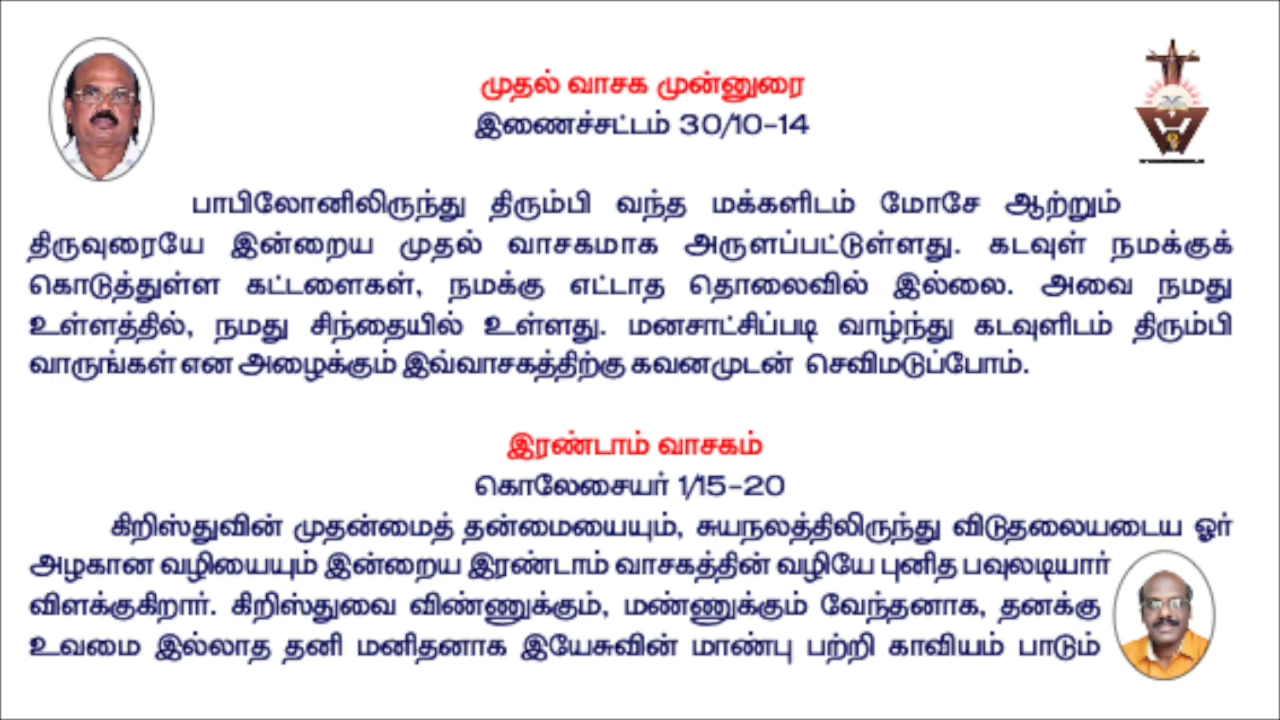 முதல் வாசக முன்னுரை
இணைச்சட்டம் 30/10-14
பாபிலோனிலிருந்து திரும்பி வந்த மக்களிடம் மோசே ஆற்றும்
திருவுரையே இன்றைய முதல் வாசகமாக அருளப்பட்டுள்ளது. கடவுள் நமக்குக்
கொடுத்துள்ள கட்டளைகள், நமக்கு எட்டாத தொலைவில் இல்லை. அவை நமது
உள்ளத்தில், நமது சிந்தையில் உள்ளது. மனசாட்சிப்படி வாழ்ந்து கடவுளிடம் திரும்பி
வாருங்கள் என அழைக்கும் இவ்வாசகத்திற்கு கவனமுடன் செவிமடுப்போம்.
இரண்டாம் வாசகம்
கொலேசையர் 1/15-20
கிறிஸ்துவின் முதன்மைத் தன்மையையும், சுயநலத்திலிருந்து விடுதலையடைய ஓர்
அழகான வழியையும் இன்றைய இரண்டாம் வாசகத்தின் வழியே புனித பவுலடியார்
விளக்குகிறார். கிறிஸ்துவை விண்ணுக்கும், மண்ணுக்கும் வேந்தனாக, தனக்கு
உவமை இல்லாத தனி மனிதனாக இயேசுவின் மாண்பு பற்றி காவியம் பாடும்